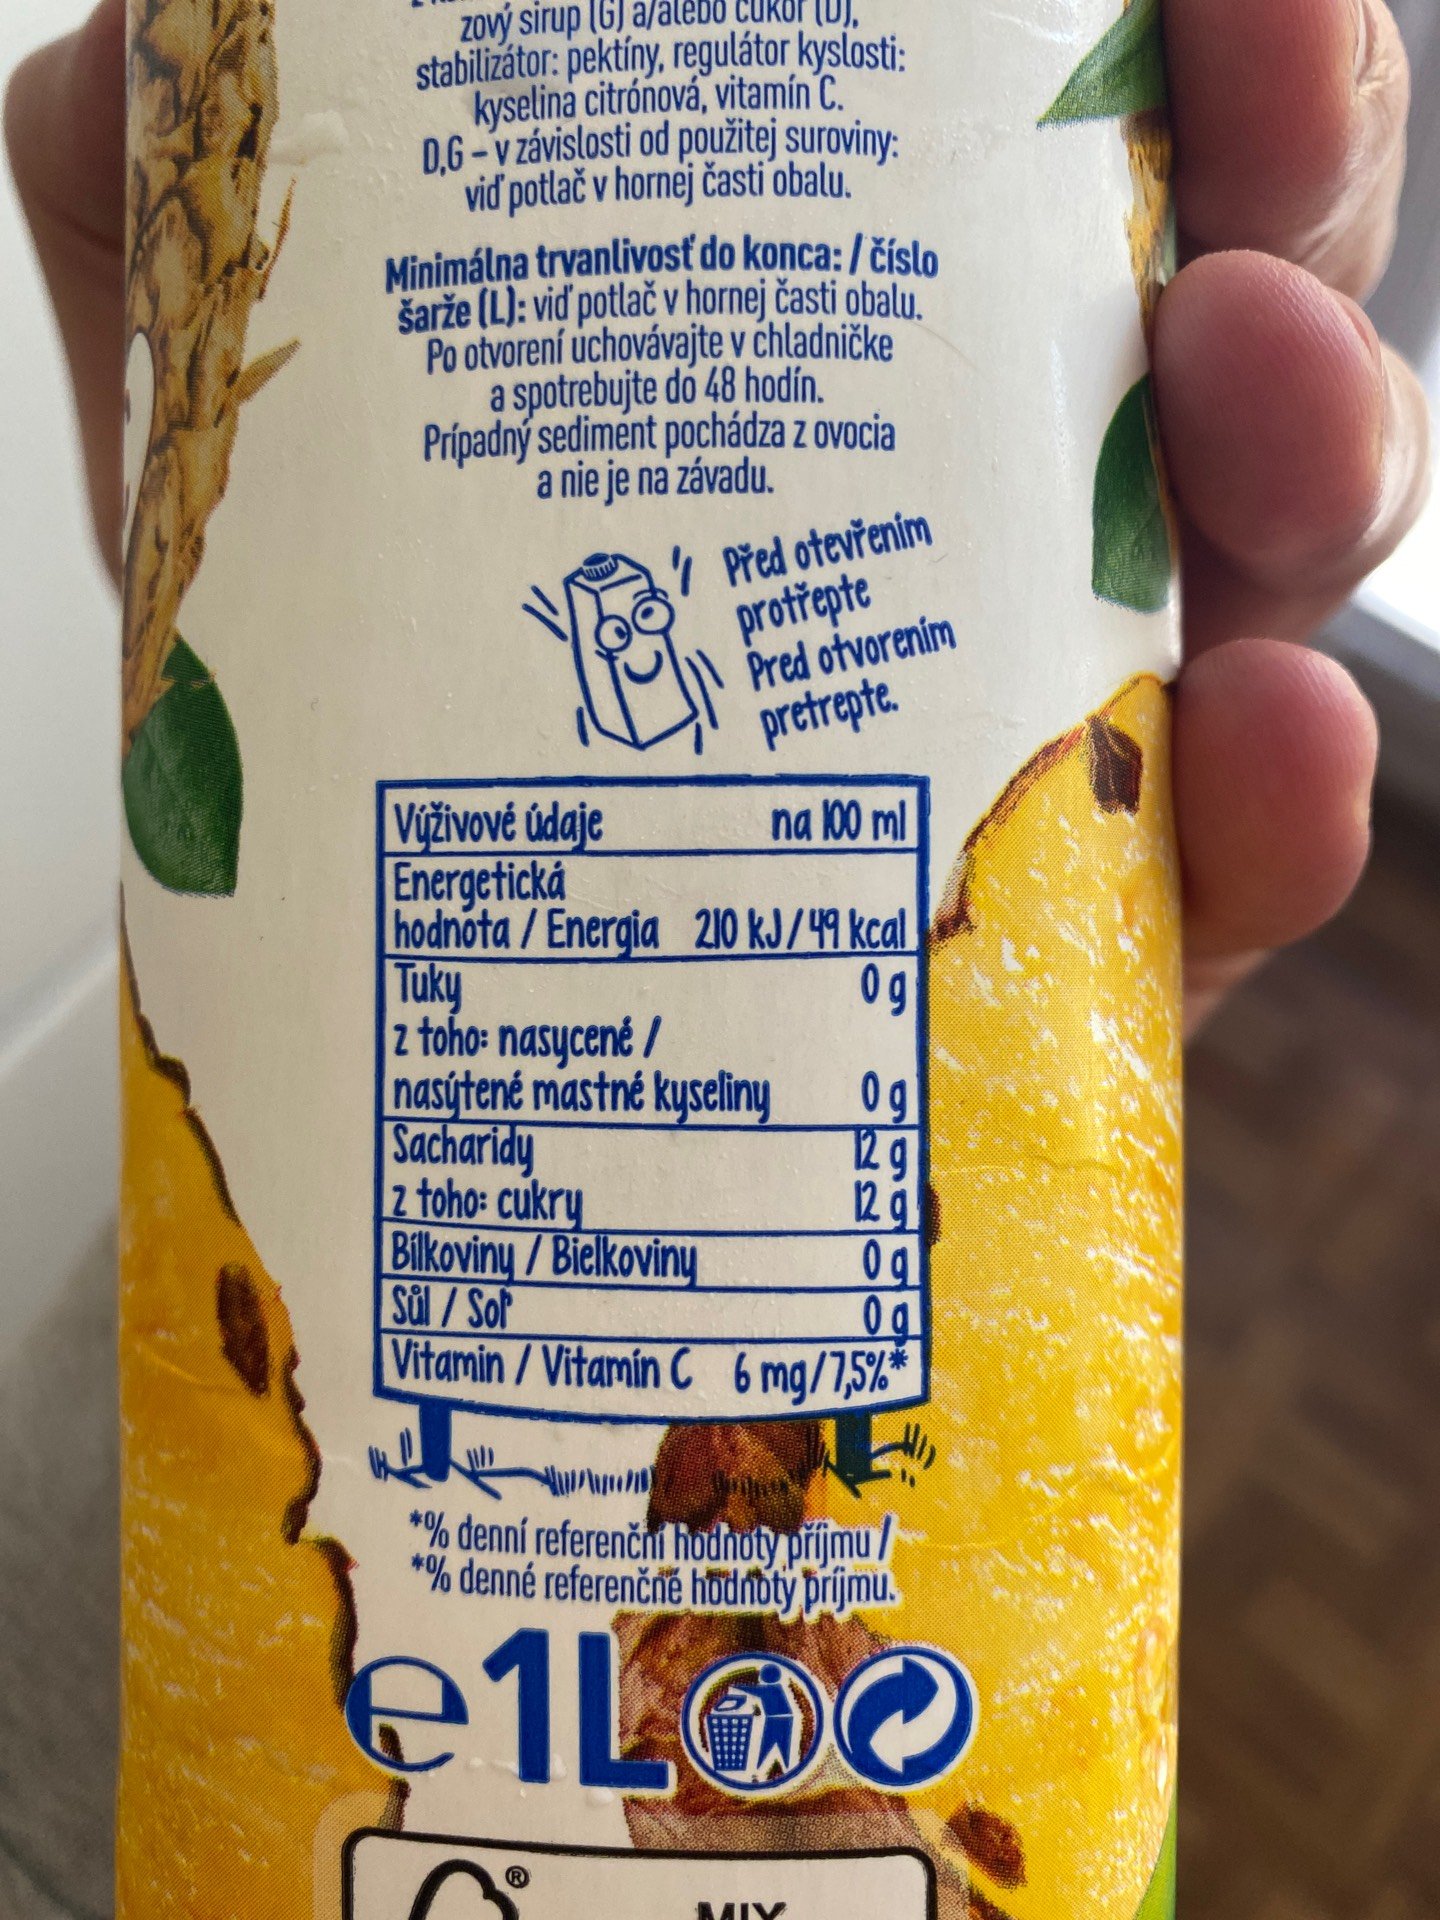 zový sirup (G) a/alebo cukor (D),
stabilizátor: pektíny, regulátor kyslosti:
kyselina citrónová, vitamín C.
D,G – v závislosti od použitej suroviny:
viď potlač v hornej časti obalu.
Minimálna trvanlivosť do konca: / číslo
šarže (L): viď potlač v hornej časti obalu.
Po otvorení uchovávajte v chladničke
a spotrebujte do 48 hodín.
Prípadný sediment pochádza z ovocia
a nie je na závadu.
Před otevřením
protřepte
Pred otvorením
pretrepte.
Výživové údaje na 100 ml
Energetická
hodnota / Energia 210 kJ / 49 kcal
Tuky 0 g
z toho: nasycené /
nasýtené mastné kyseliny 0 g
Sacharidy 12 g
z toho: cukry 12 g
Bílkoviny / Bielkoviny 0 g
Sůl / Soľ 0 g
Vitamin / Vitamín C 6 mg/7,5%*
*% denní referenční hodnoty příjmu /
*% denné referenčné hodnoty príjmu.
e 1L
®
MIX